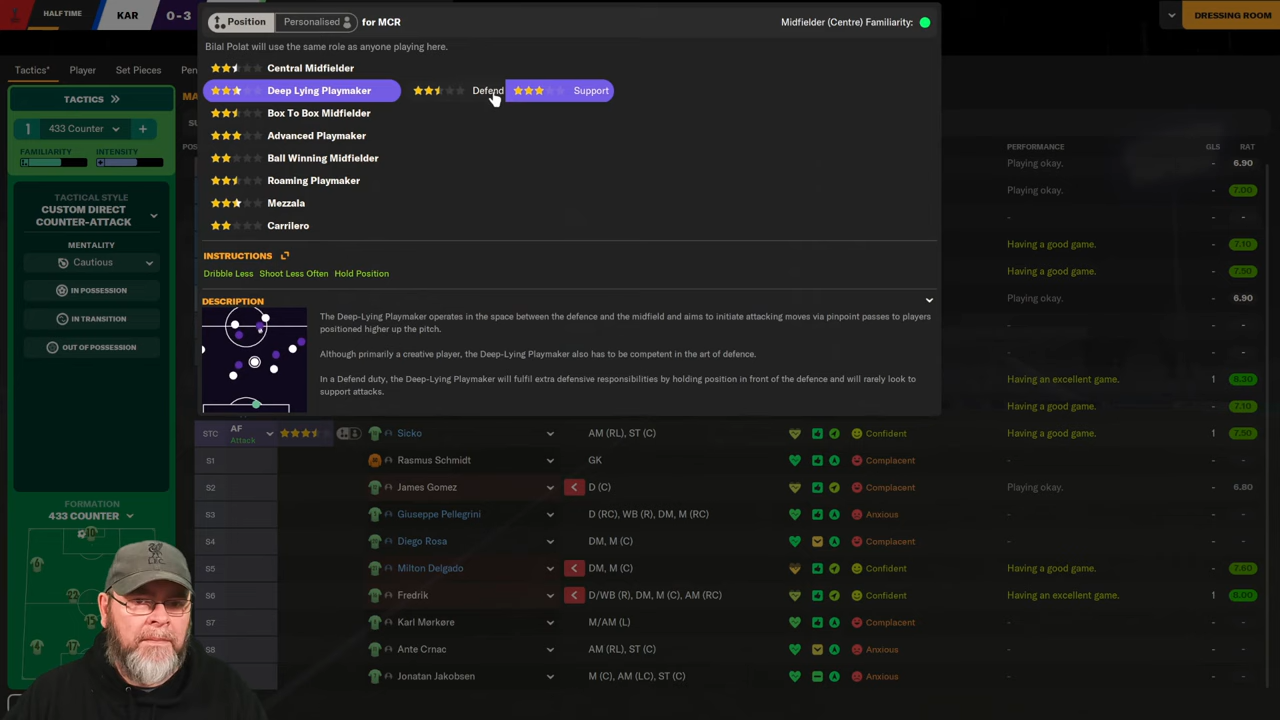 HALF TIME KAR 0-3
Position Personalised for MCR Midfielder (Centre) Familiarity:
DRESSING ROOM
Bilal Polat will use the same role as anyone playing here.
Tactics* Player Set Pieces Pen
Central Midfielder
Deep Lying Playmaker Defend Support
Box To Box Midfielder
Advanced Playmaker
Ball Winning Midfielder
Roaming Playmaker
Mezzala
Carrilero
INSTRUCTIONS
Dribble Less Shoot Less Often Hold Position
DESCRIPTION
The Deep-Lying Playmaker operates in the space between the defence and the midfield and aims to initiate attacking moves via pinpoint passes to players
positioned higher up the pitch.
Although primarily a creative player, the Deep-Lying Playmaker also has to be competent in the art of defence.
In a Defend duty, the Deep-Lying Playmaker will fulfil extra defensive responsibilities by holding position in front of the defence and will rarely look to
support attacks.
TACTICS
1 433 Counter
FAMILIARITY INTENSITY
TACTICAL STYLE
CUSTOM DIRECT
COUNTER-ATTACK
MENTALITY
Cautious
IN POSSESSION
IN TRANSITION
OUT OF POSSESSION
FORMATION
433 COUNTER
PERFORMANCE GLS RAT
Playing okay. - 6.90
Playing okay. - 7.00
- -
Having a good game. - 7.10
Having a good game. - 7.50
Playing okay. - 6.90
Having an excellent game. 1 8.30
Having a good game. - 7.10
STC AF Attack Sicko AM (RL), ST (C) Confident Having a good game. 1 7.50
S1 Rasmus Schmidt GK Complacent - -
S2 James Gomez D (C) Complacent Playing okay. - 6.80
S3 Giuseppe Pellegrini D (RC), WB (R), DM, M (RC) Anxious - -
S4 Diego Rosa DM, M (C) Complacent - -
S5 Milton Delgado DM, M (C) Confident Having a good game. - 7.60
S6 Fredrik D/WB (R), DM, M (C), AM (RC) Confident Having an excellent game. 1 8.00
S7 Karl Mørkøre M/AM (L) Complacent - -
S8 Ante Crnac AM (RL), ST (C) Anxious - -
Jonatan Jakobsen M (C), AM (LC), ST (C) Anxious - -
10
6
23
15
4 17